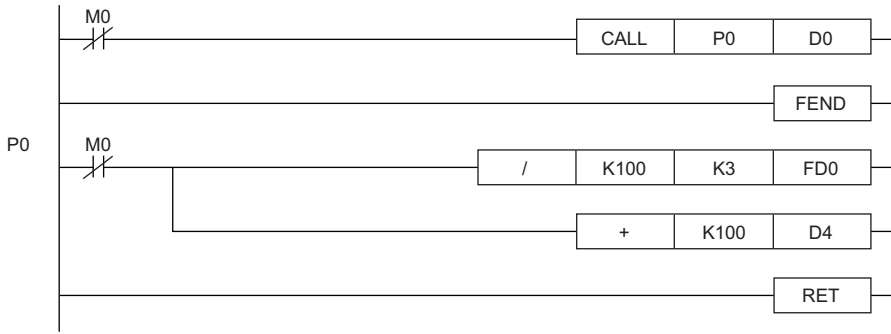 M0
CALL P0 D0
FEND
P0 M0
/ K100 K3 FD0
+ K100 D4
RET